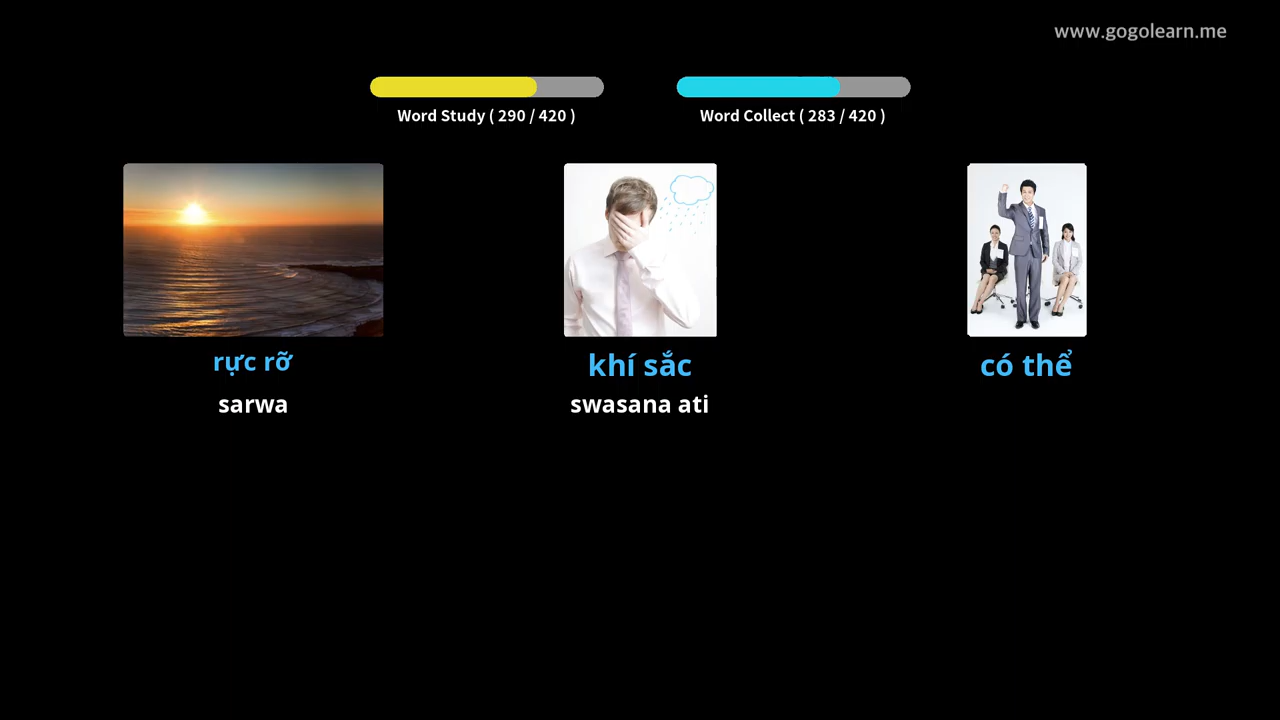 www.gogolearn.me
Word Study ( 290 / 420 )
Word Collect ( 283 / 420 )
rực rỡ
khí sắc
có thể
sarwa
swasana ati